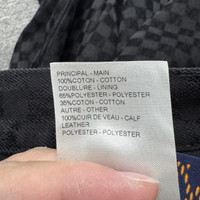 PRINCIPAL - MAIN
100%COTON - COTTON
DOUBLURE - LINING
65%POLYESTER - POLYESTER
35%COTON - COTTON
AUTRE - OTHER
100%CUIR DE VEAU - CALF
LEATHER
POLYESTER - POLYESTER